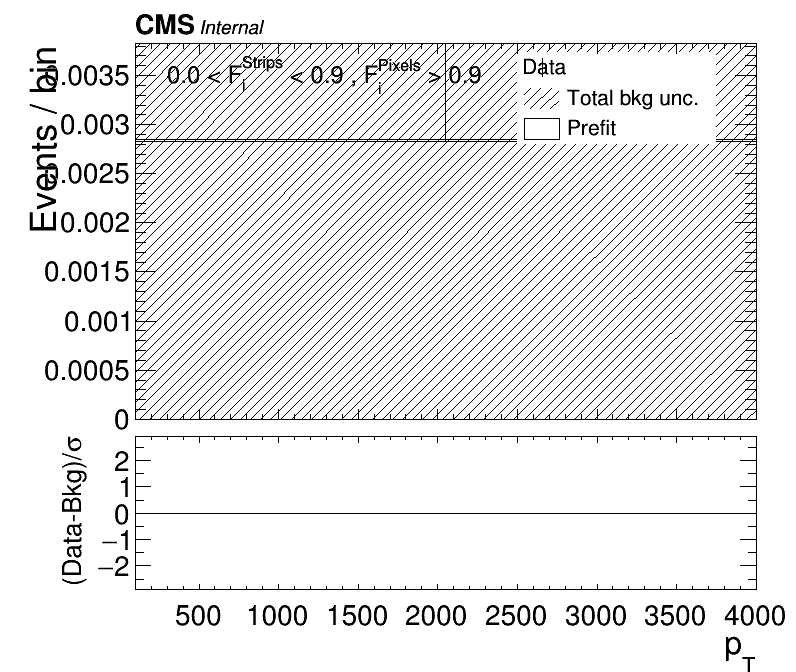 CMS Internal
Events / bin
0.0035
0.003
0.0025
0.002
0.0015
0.001
0.0005
0
0.0 < F_i^Strips < 0.9 , F_i^Pixels > 0.9
Data
Total bkg unc.
Prefit
(Data-Bkg)/σ
2
1
0
−1
−2
500 1000 1500 2000 2500 3000 3500 4000
p_T